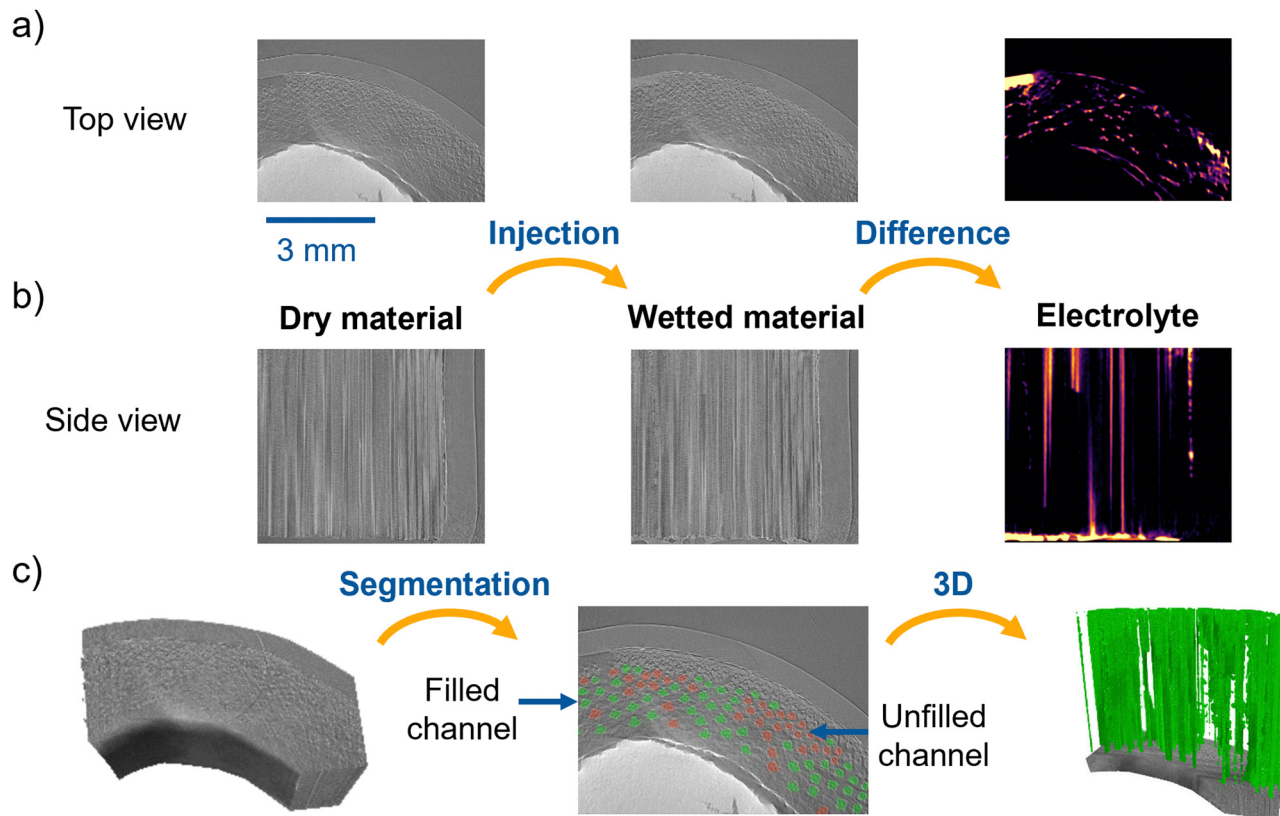 a)
Top view
3 mm
Injection
Difference
b)
Dry material
Wetted material
Electrolyte
Side view
c)
Segmentation
3D
Filled
channel
Unfilled
channel